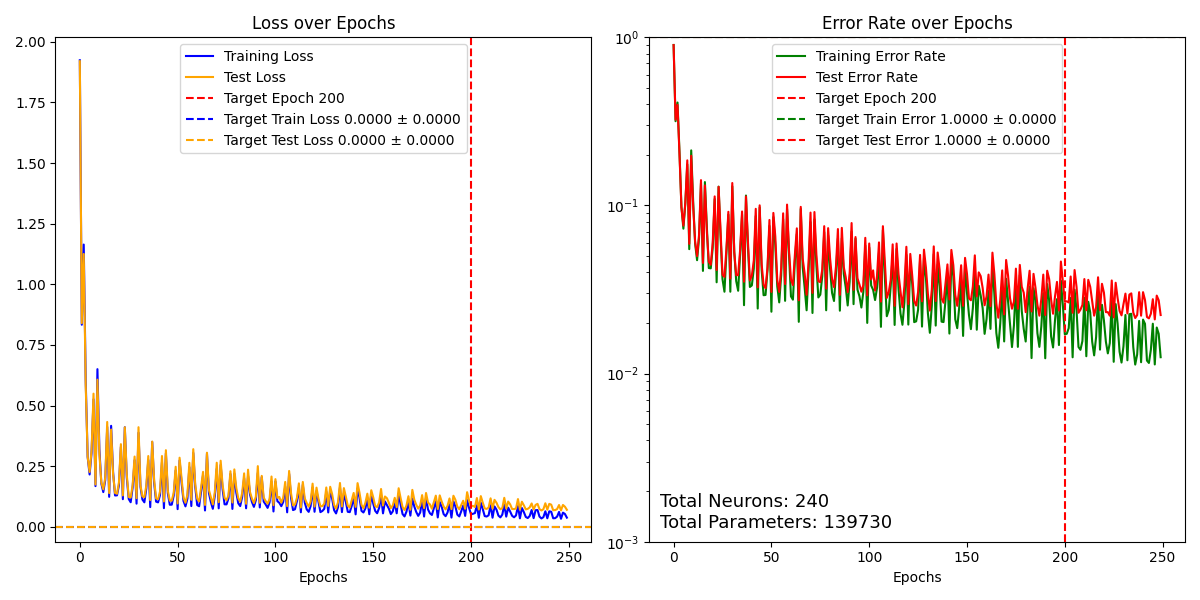 Loss over Epochs
2.00
1.75
1.50
1.25
1.00
0.75
0.50
0.25
0.00
Training Loss
Test Loss
Target Epoch 200
Target Train Loss 0.0000 ± 0.0000
Target Test Loss 0.0000 ± 0.0000
0 50 100 150 200 250
Epochs
Error Rate over Epochs
10⁰
10⁻¹
10⁻²
10⁻³
Training Error Rate
Test Error Rate
Target Epoch 200
Target Train Error 1.0000 ± 0.0000
Target Test Error 1.0000 ± 0.0000
Total Neurons: 240
Total Parameters: 139730
0 50 100 150 200 250
Epochs